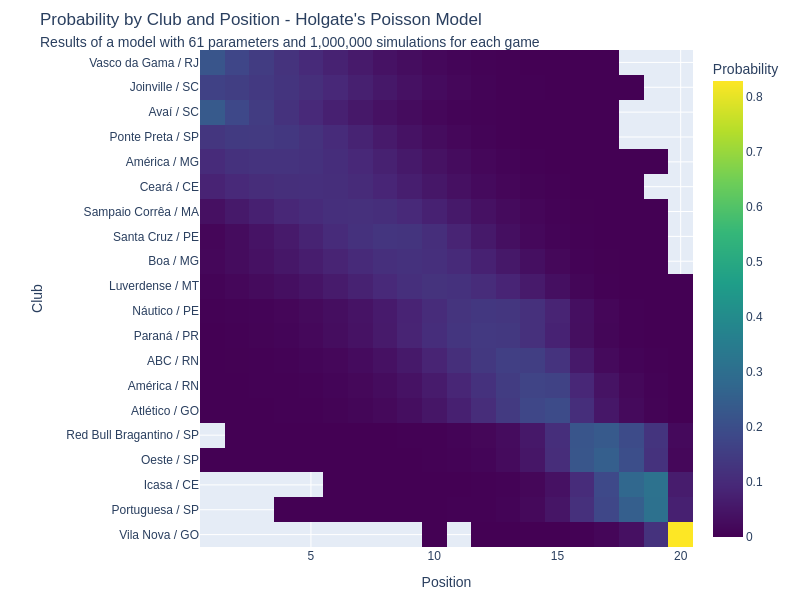 Probability by Club and Position - Holgate's Poisson Model
Results of a model with 61 parameters and 1,000,000 simulations for each game
Probability
Vasco da Gama / RJ
Joinville / SC
Avaí / SC
Ponte Preta / SP
América / MG
Ceará / CE
Sampaio Corrêa / MA
Santa Cruz / PE
Boa / MG
Luverdense / MT
Náutico / PE
Paraná / PR
ABC / RN
América / RN
Atlético / GO
Red Bull Bragantino / SP
Oeste / SP
Icasa / CE
Portuguesa / SP
Vila Nova / GO
Club
5
10
15
20
Position
0.8
0.7
0.6
0.5
0.4
0.3
0.2
0.1
0